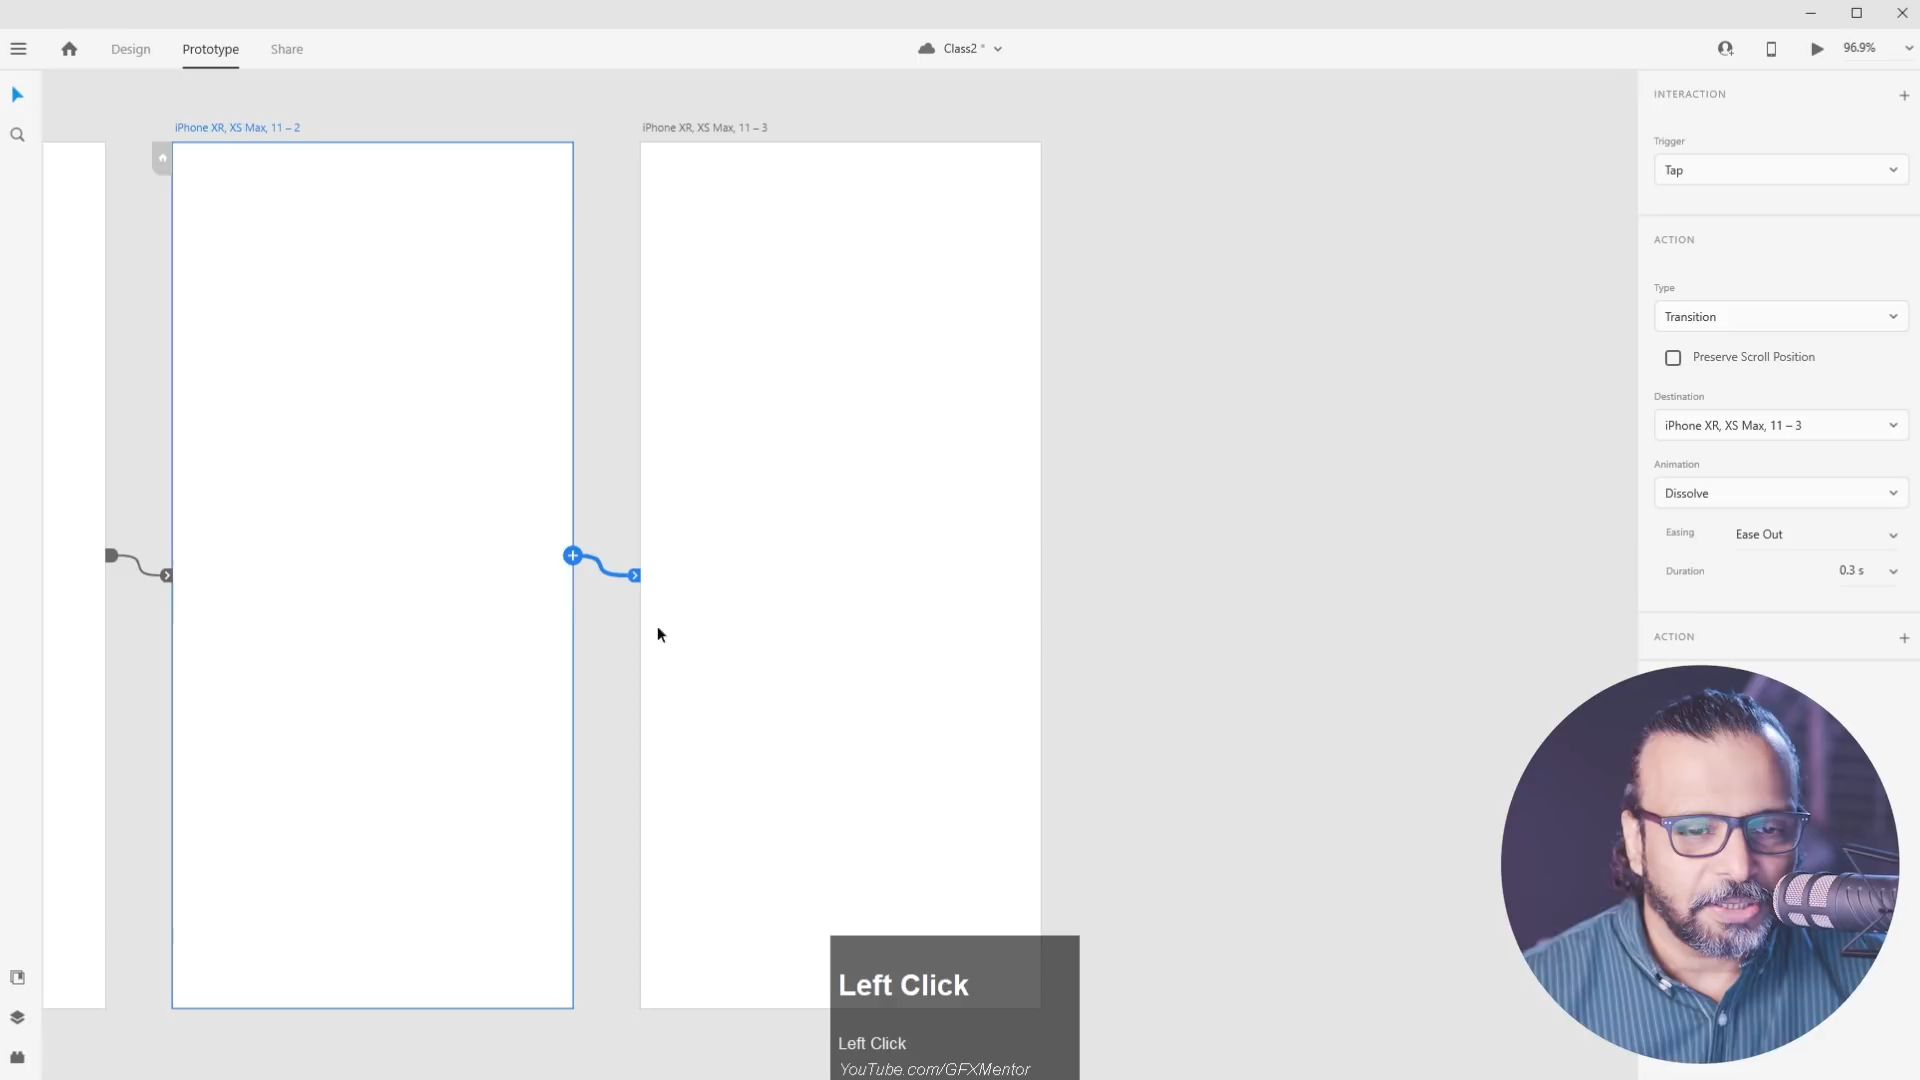 Design
Prototype
Share
Class2 *
96.9%
iPhone XR, XS Max, 11 – 2
iPhone XR, XS Max, 11 – 3
INTERACTION
Trigger
Tap
ACTION
Type
Transition
Preserve Scroll Position
Destination
iPhone XR, XS Max, 11 – 3
Animation
Dissolve
Easing
Ease Out
Duration
0.3 s
ACTION
Left Click
Left Click
YouTube.com/GFXMentor